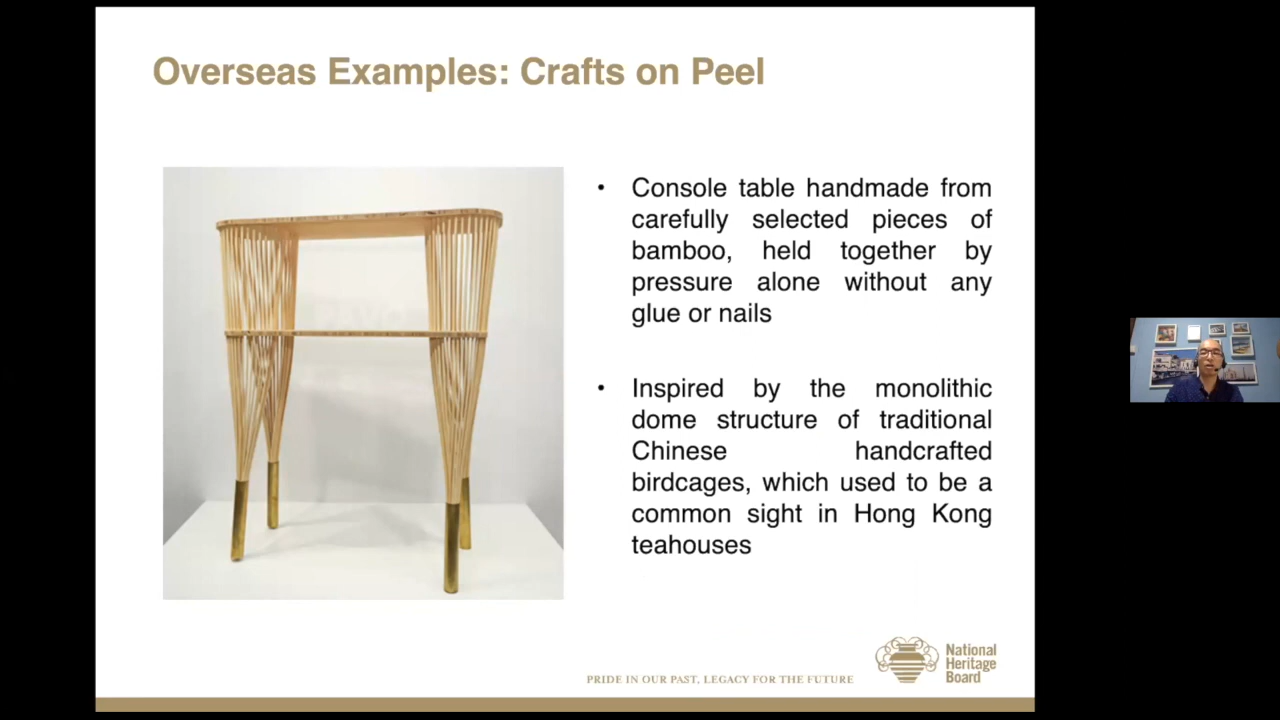 Overseas Examples: Crafts on Peel
• Console table handmade from
carefully selected pieces of
bamboo, held together by
pressure alone without any
glue or nails
• Inspired by the monolithic
dome structure of traditional
Chinese handcrafted
birdcages, which used to be a
common sight in Hong Kong
teahouses
PRIDE IN OUR PAST, LEGACY FOR THE FUTURE
National
Heritage
Board